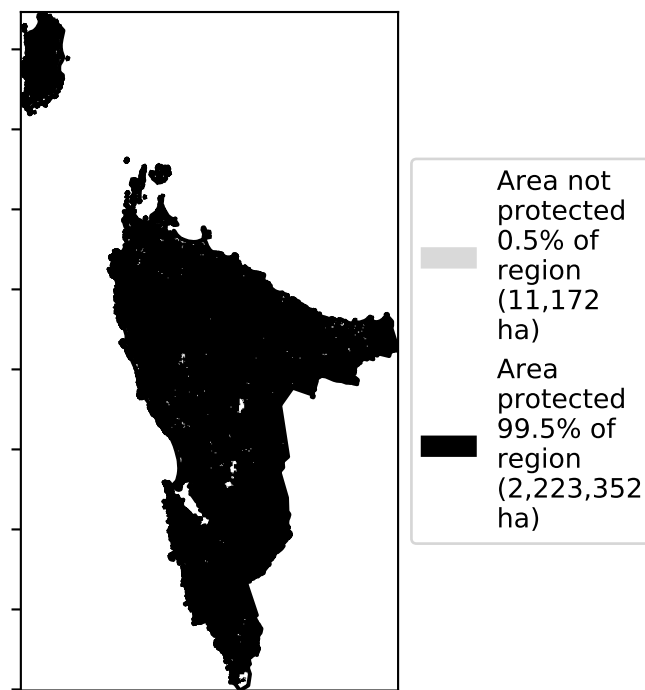 Area not
protected
0.5% of
region
(11,172
ha)
Area
protected
99.5% of
region
(2,223,352
ha)